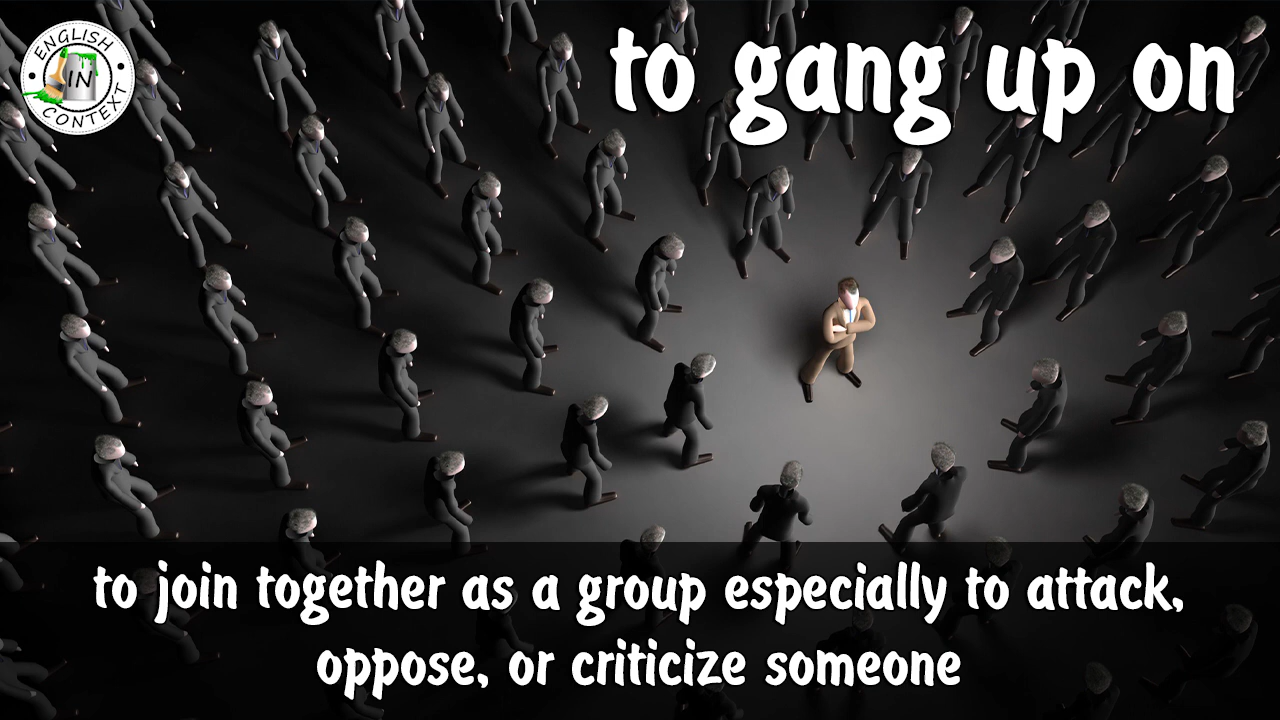 ENGLISH
IN
CONTEXT
to gang up on
to join together as a group especially to attack,
oppose, or criticize someone